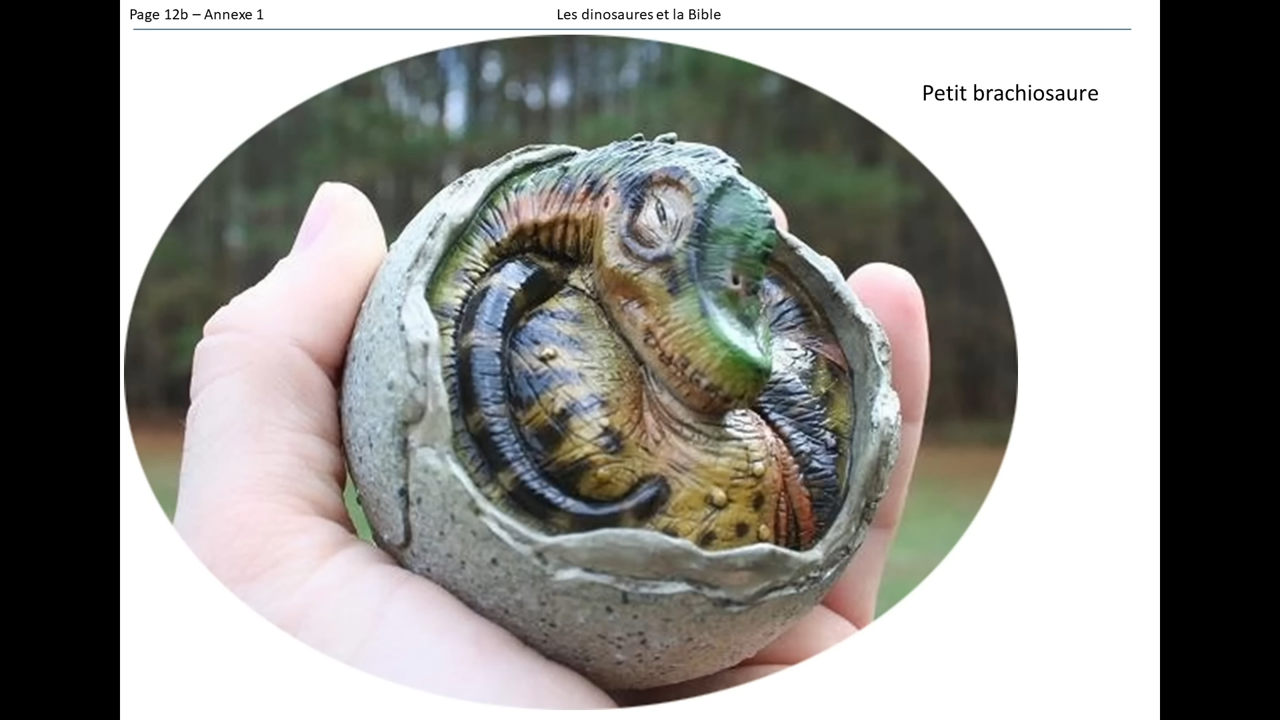 Page 12b – Annexe 1
Les dinosaures et la Bible
Petit brachiosaure